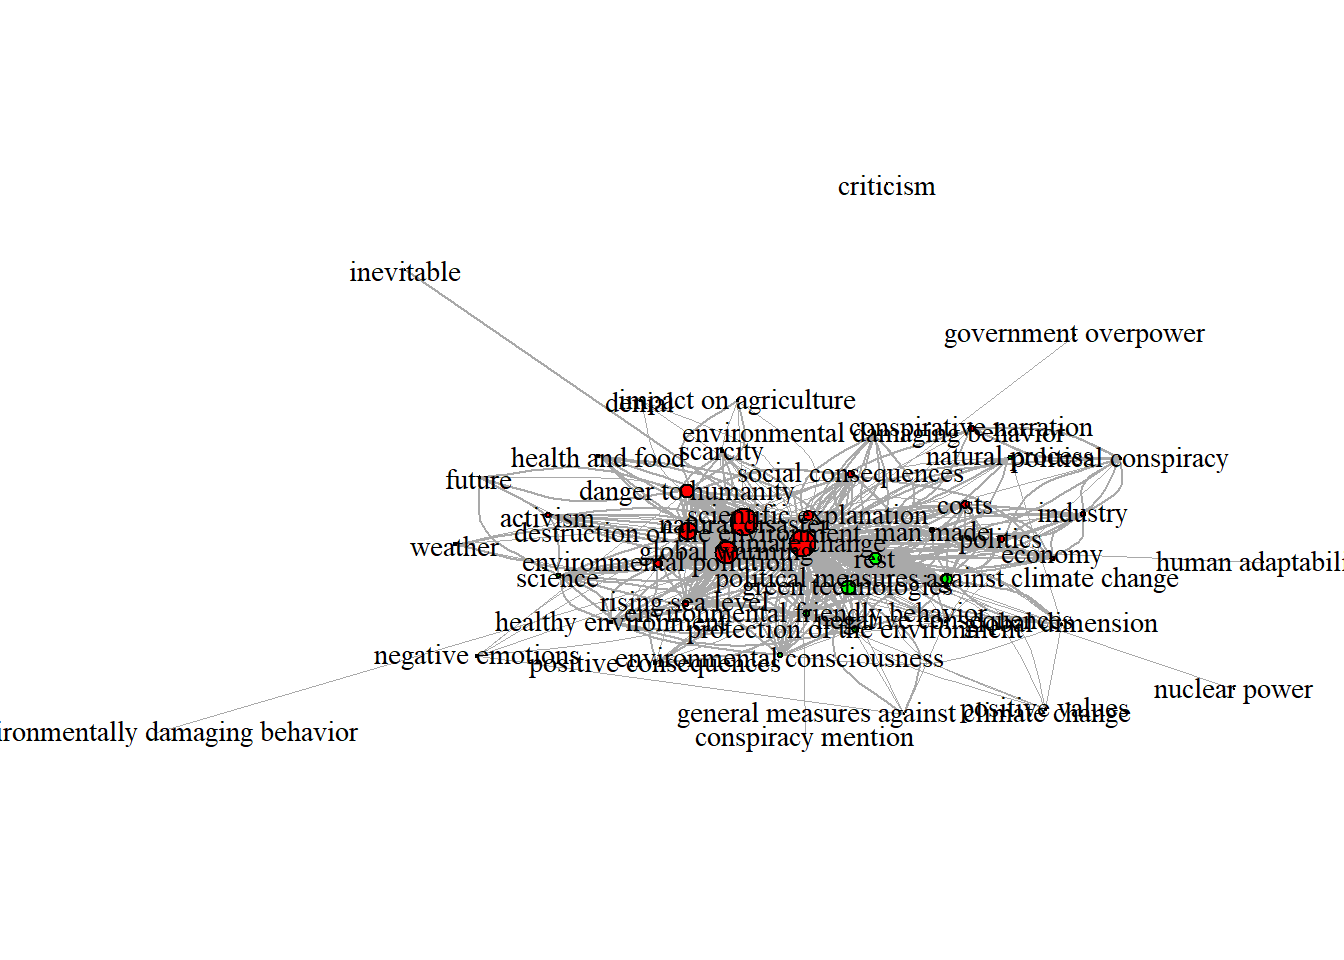 criticism
inevitable
government overpower
impact on agriculture
denial
conspirative narration
environmental damaging behavior
scarcity
health and food
natural process
political conspiracy
social consequences
future
danger to humanity
costs
scientific explanation
industry
activism
natural disaster
destruction of the environment
man made
politics
weather
climate change
global warming
economy
rest
environmental pollution
human adaptabil
science
political measures against climate change
green technologies
rising sea level
environmental friendly behavior
healthy environment
negative consequences
global dimension
protection of the environment
negative emotions
positive consequences
environmental consciousness
nuclear power
positive values
general measures against climate change
ironmentally damaging behavior
conspiracy mention